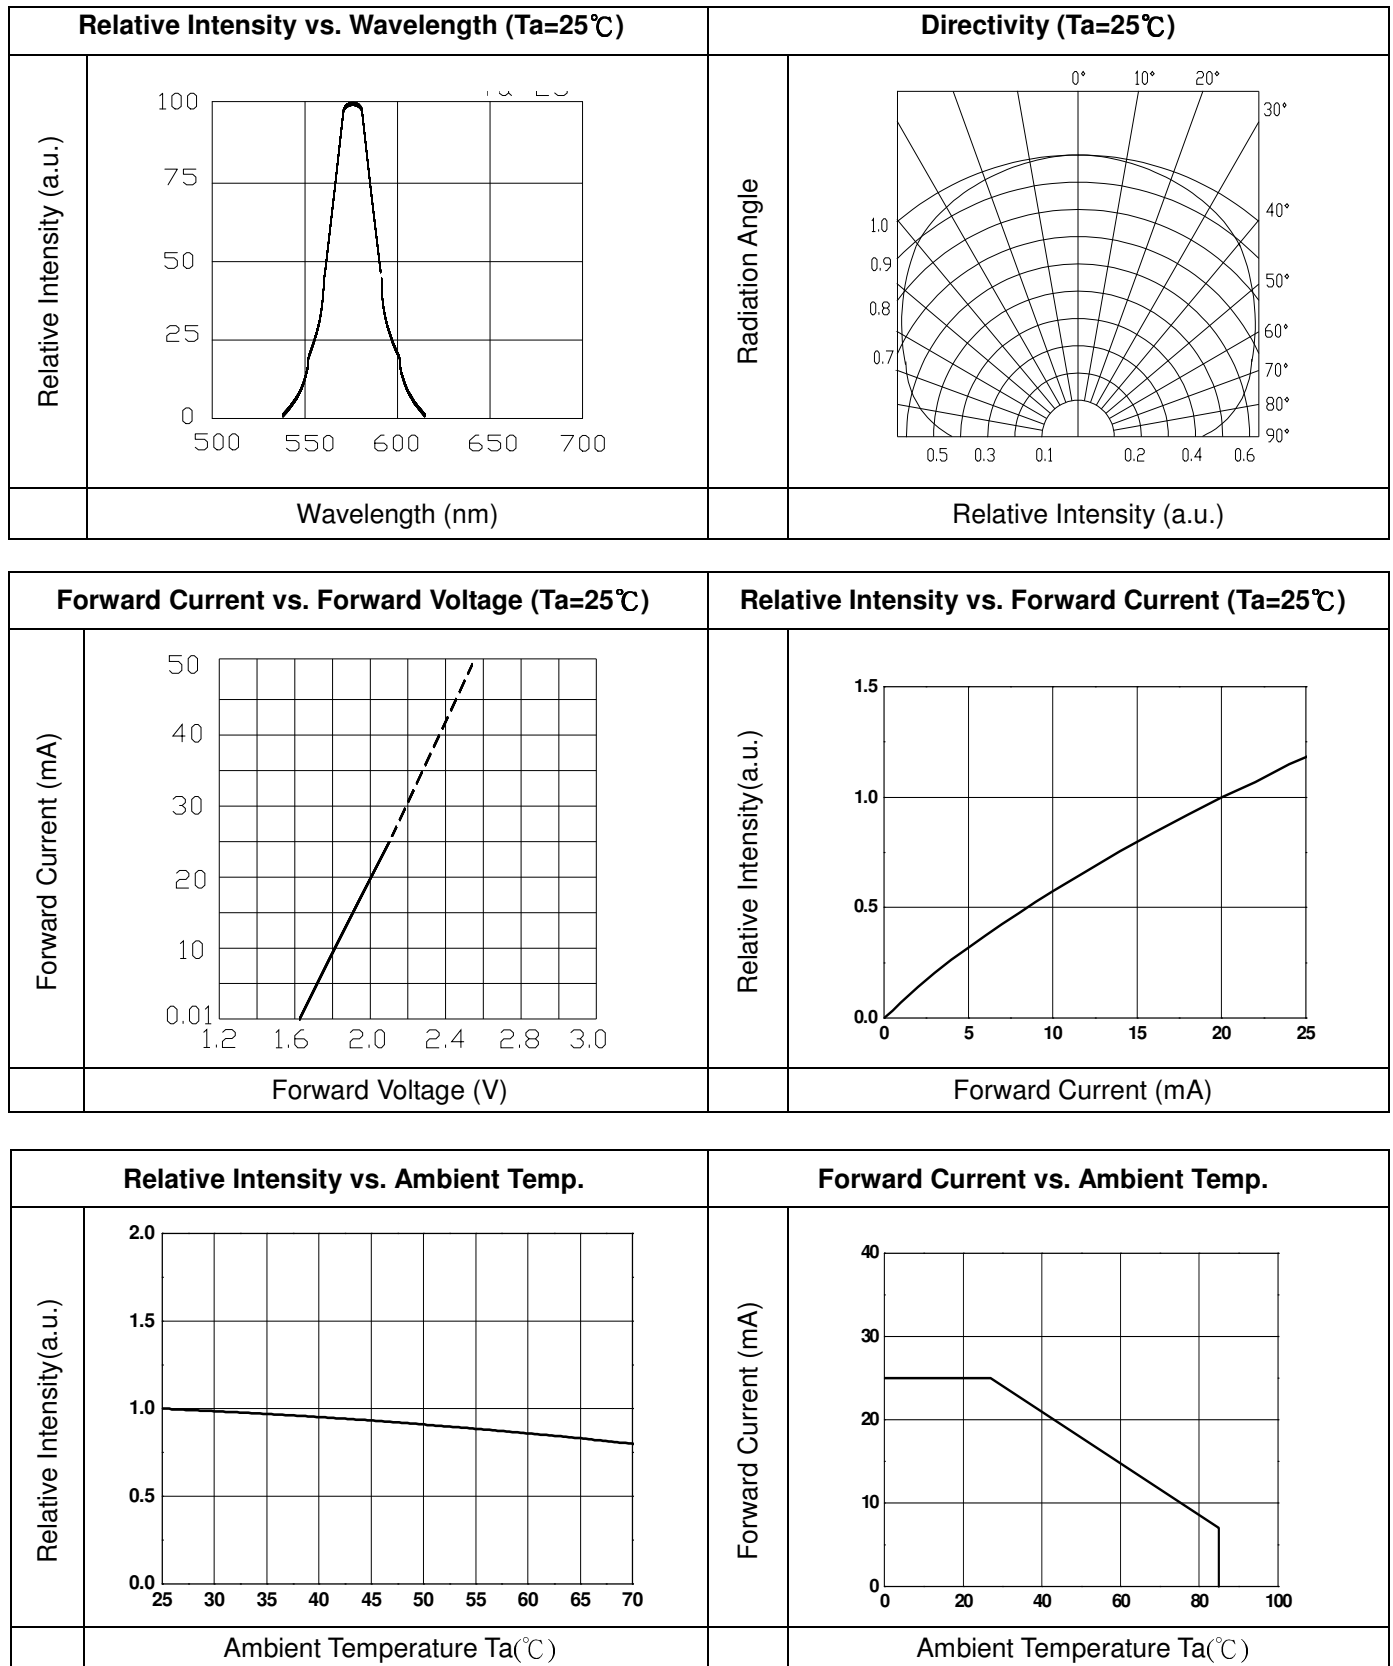 Relative Intensity vs. Wavelength (Ta=25℃)
Directivity (Ta=25℃)
Relative Intensity (a.u.)
100
75
50
25
0
500 550 600 650 700
Wavelength (nm)
Radiation Angle
0° 10° 20°
30°
40°
50°
60°
70°
80°
90°
1.0
0.9
0.8
0.7
0.5 0.3 0.1 0.2 0.4 0.6
Relative Intensity (a.u.)
Forward Current vs. Forward Voltage (Ta=25℃)
Relative Intensity vs. Forward Current (Ta=25℃)
Forward Current (mA)
50
40
30
20
10
0.01
1.2 1.6 2.0 2.4 2.8 3.0
Forward Voltage (V)
Relative Intensity(a.u.)
1.5
1.0
0.5
0.0
0 5 10 15 20 25
Forward Current (mA)
Relative Intensity vs. Ambient Temp.
Forward Current vs. Ambient Temp.
Relative Intensity(a.u.)
2.0
1.5
1.0
0.5
0.0
25 30 35 40 45 50 55 60 65 70
Ambient Temperature Ta(℃)
Forward Current (mA)
40
30
20
10
0
0 20 40 60 80 100
Ambient Temperature Ta(℃)